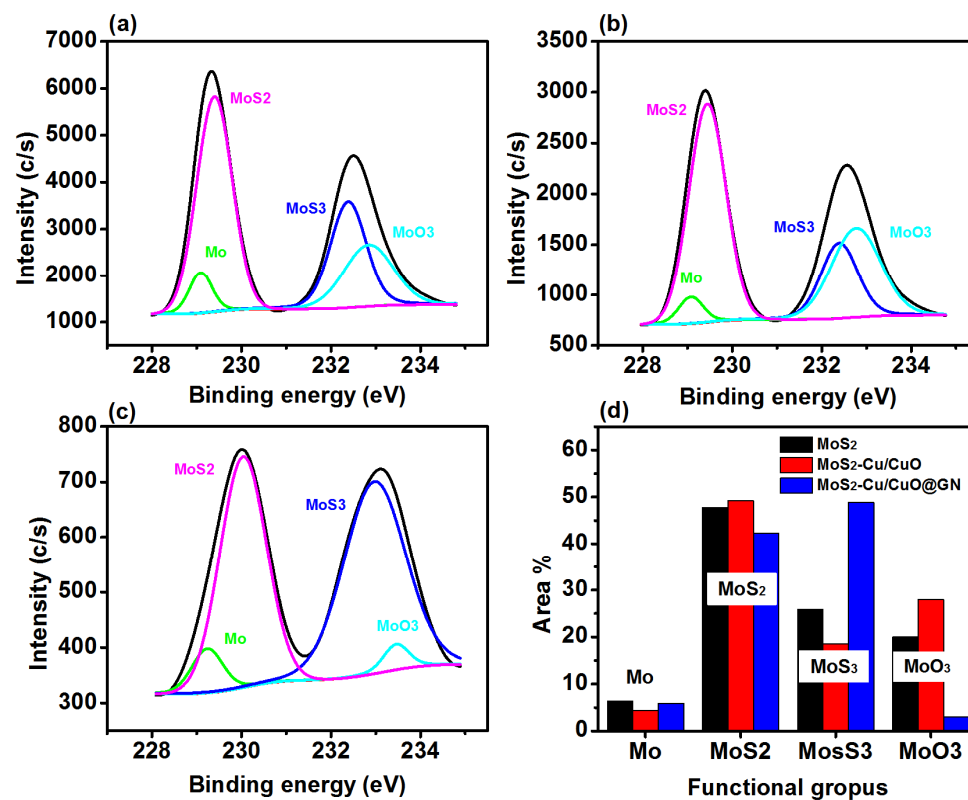 (a)
7000
6000
5000
4000
3000
2000
1000
Intensity (c/s)
MoS2
Mo
MoS3
MoO3
228 230 232 234
Binding energy (eV)
(b)
3500
3000
2500
2000
1500
1000
500
Intensity (c/s)
MoS2
Mo
MoS3
MoO3
228 230 232 234
Binding energy (eV)
(c)
800
700
600
500
400
300
Intensity (c/s)
MoS2
Mo
MoS3
MoO3
228 230 232 234
Binding energy (eV)
(d)
60
50
40
30
20
10
0
Area %
MoS2
MoS2-Cu/CuO
MoS2-Cu/CuO@GN
Mo
MoS2
MoS3
MoO3
Mo MoS2 MosS3 MoO3
Functional gropus